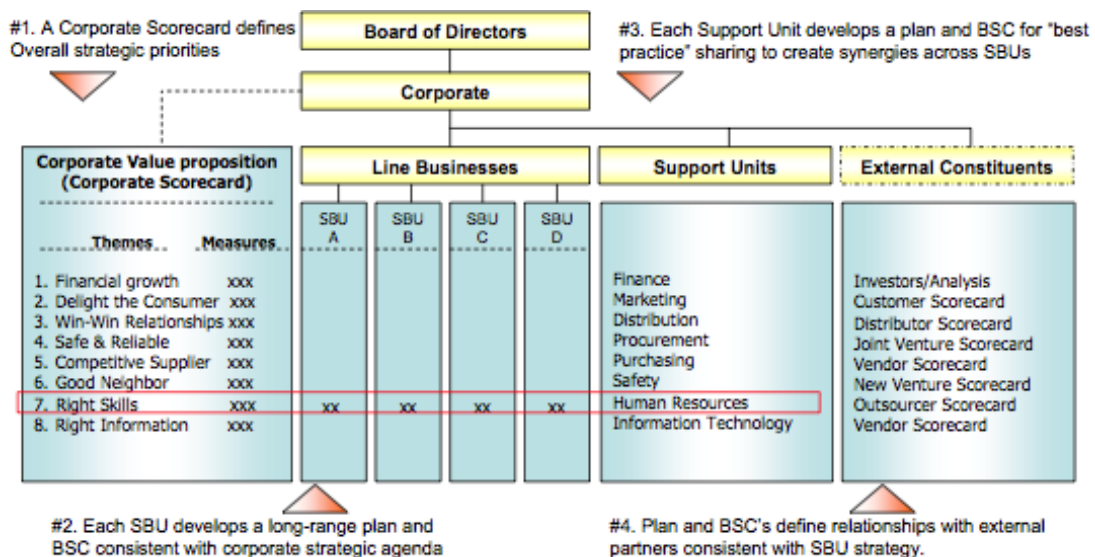 #1. A Corporate Scorecard defines
Overall strategic priorities
Board of Directors
#3. Each Support Unit develops a plan and BSC for "best
practice" sharing to create synergies across SBUs
Corporate
Corporate Value proposition
(Corporate Scorecard)
Themes Measures
1. Financial growth xxx
2. Delight the Consumer xxx
3. Win-Win Relationships xxx
4. Safe & Reliable xxx
5. Competitive Supplier xxx
6. Good Neighbor xxx
7. Right Skills xxx
8. Right Information xxx
Line Businesses
SBU
A
SBU
B
SBU
C
SBU
D
xx xx xx xx
Support Units
Finance
Marketing
Distribution
Procurement
Purchasing
Safety
Human Resources
Information Technology
External Constituents
Investors/Analysis
Customer Scorecard
Distributor Scorecard
Joint Venture Scorecard
Vendor Scorecard
New Venture Scorecard
Outsourcer Scorecard
Vendor Scorecard
#2. Each SBU develops a long-range plan and
BSC consistent with corporate strategic agenda
#4. Plan and BSC's define relationships with external
partners consistent with SBU strategy.